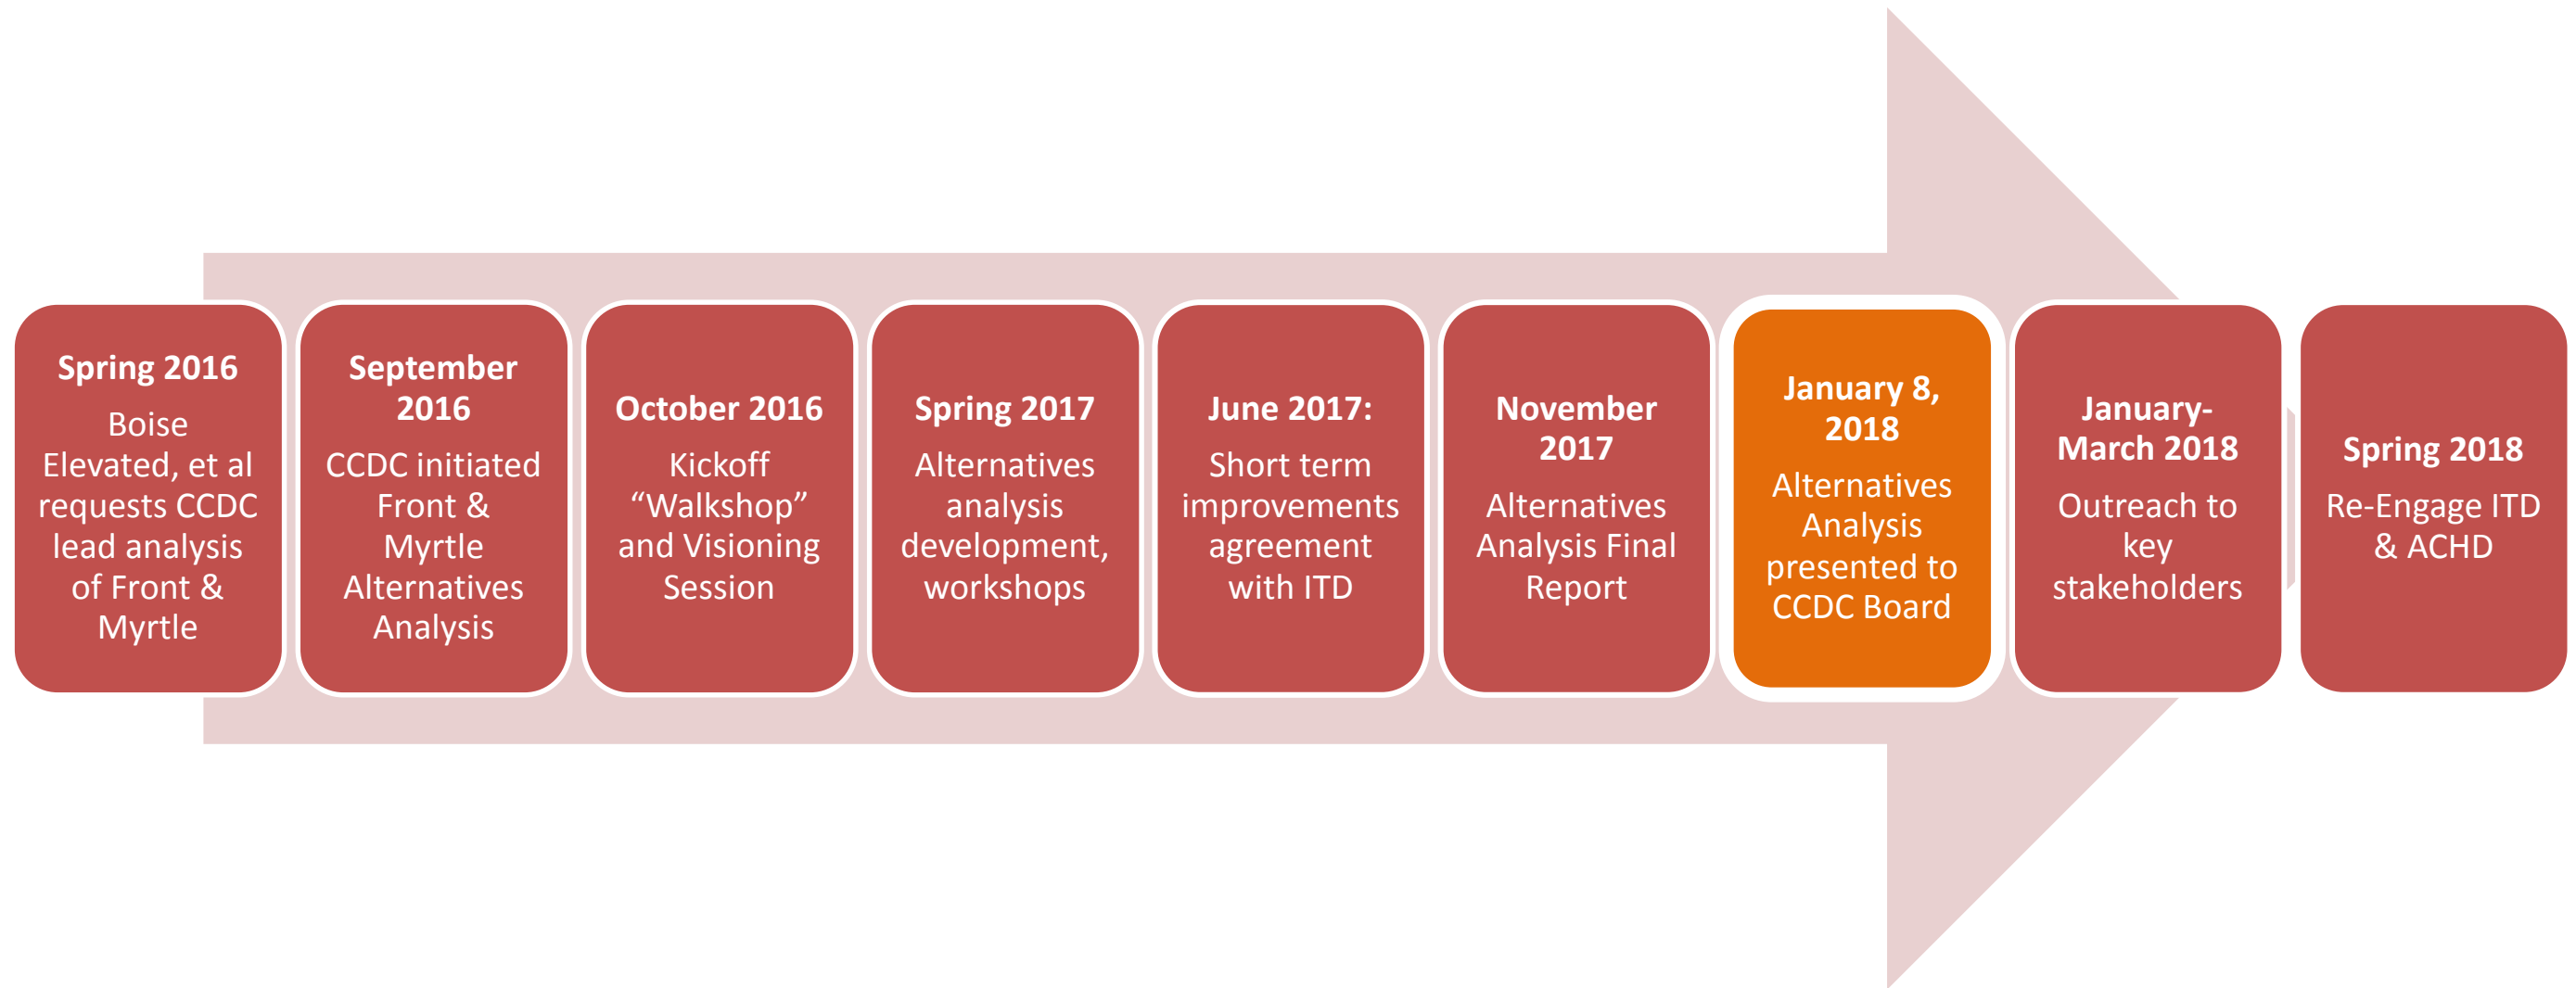 Spring 2016
Boise
Elevated, et al
requests CCDC
lead analysis
of Front &
Myrtle
September
2016
CCDC initiated
Front &
Myrtle
Alternatives
Analysis
October 2016
Kickoff
“Walkshop”
and Visioning
Session
Spring 2017
Alternatives
analysis
development,
workshops
June 2017:
Short term
improvements
agreement
with ITD
November
2017
Alternatives
Analysis Final
Report
January 8,
2018
Alternatives
Analysis
presented to
CCDC Board
January-
March 2018
Outreach to
key
stakeholders
Spring 2018
Re-Engage ITD
& ACHD